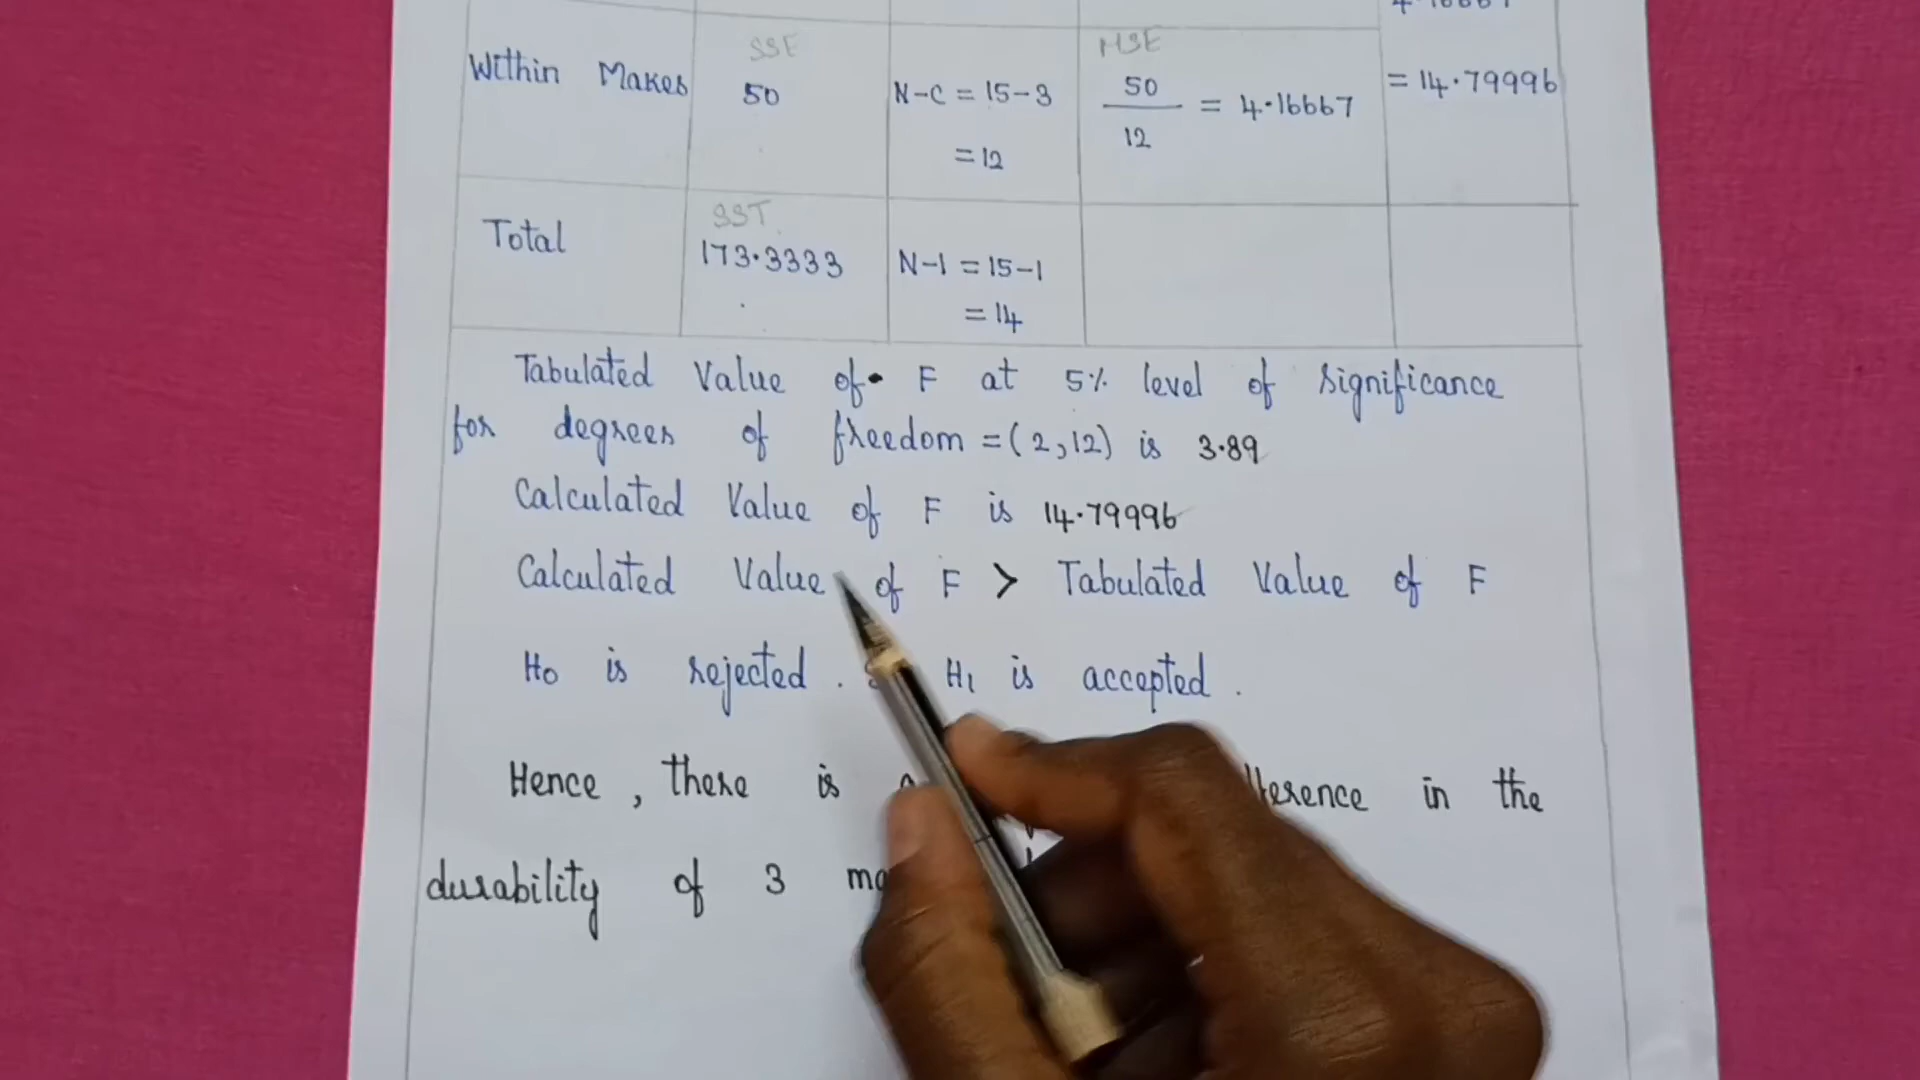 SSE MSE
Within Makes 50 N-C = 15-3 50 = 4.16667 = 14.79996
= 12 12
SST
Total 173.3333 N-1 = 15-1
= 14
Tabulated Value of F at 5% level of significance
for degrees of freedom = (2,12) is 3.89
Calculated Value of F is 14.79996
Calculated Value of F > Tabulated Value of F
H0 is rejected. H1 is accepted.
Hence, there is in the
durability of 3